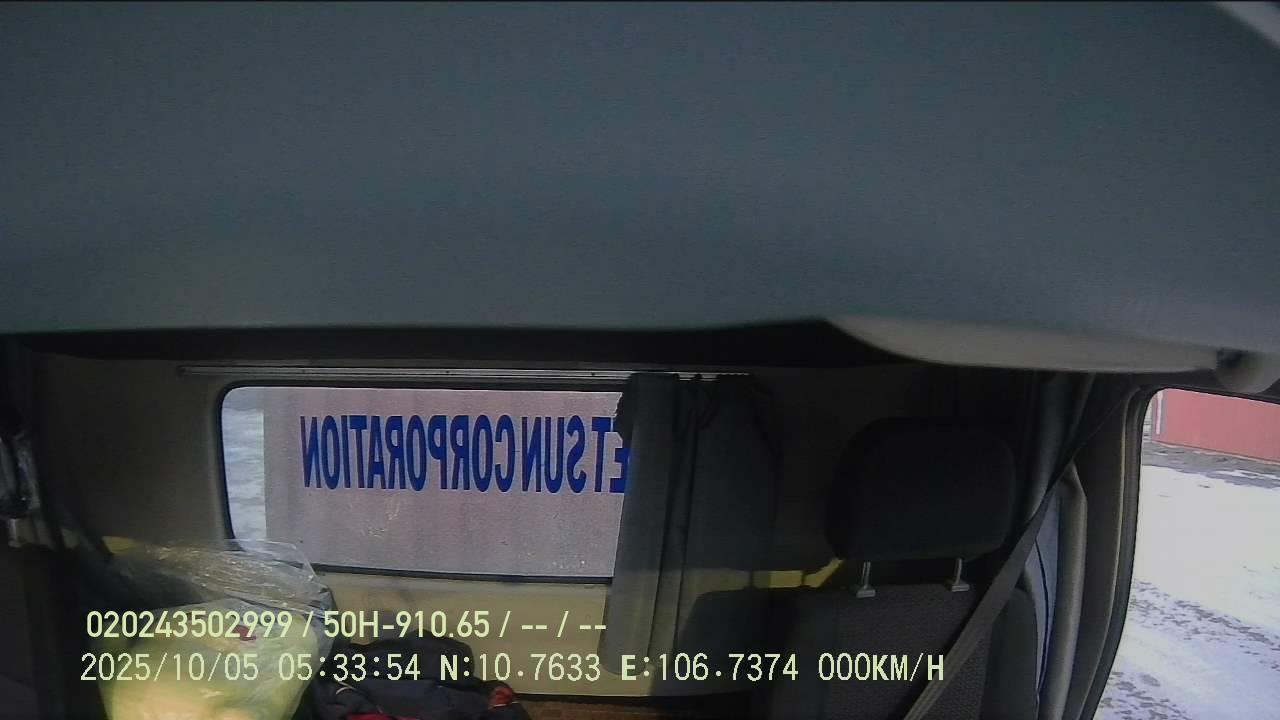 ET SUN CORPORATION
020243502999 / 50H-910.65 / -- / --
2025/10/05 05:33:54 N:10.7633 E:106.7374 000KM/H